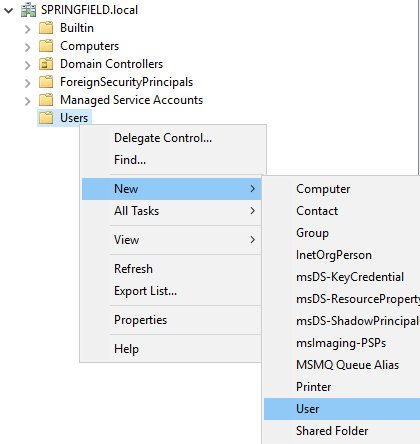 SPRINGFIELD.local
Builtin
Computers
Domain Controllers
ForeignSecurityPrincipals
Managed Service Accounts
Users
Delegate Control...
Find...
New
All Tasks
View
Refresh
Export List...
Properties
Help
Computer
Contact
Group
InetOrgPerson
msDS-KeyCredential
msDS-ResourceProperty
msDS-ShadowPrincipal
msImaging-PSPs
MSMQ Queue Alias
Printer
User
Shared Folder